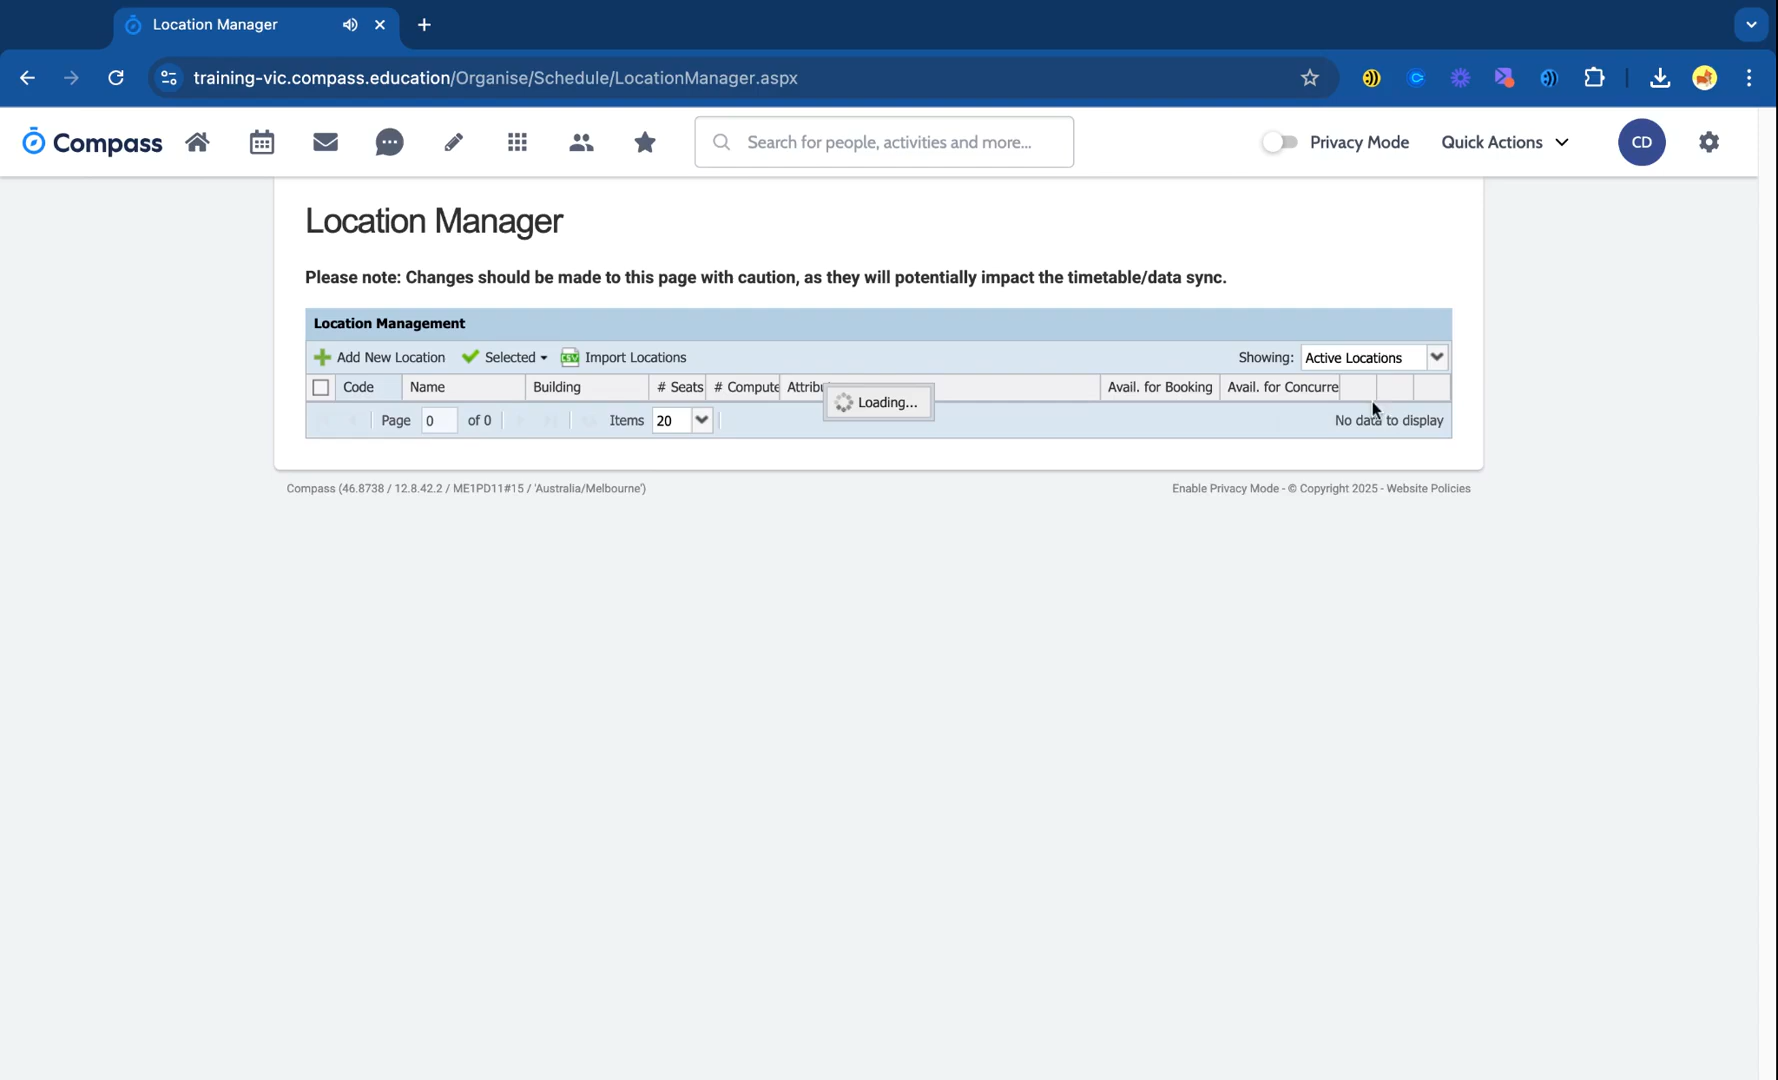 Location Manager
training-vic.compass.education/Organise/Schedule/LocationManager.aspx
Compass
Search for people, activities and more...
Privacy Mode
Quick Actions
CD
Location Manager
Please note: Changes should be made to this page with caution, as they will potentially impact the timetable/data sync.
Location Management
Add New Location
Selected
CSV
Import Locations
Showing: Active Locations
Code Name Building # Seats # Compute Attribu Avail. for Booking Avail. for Concurre
Loading...
Page 0 of 0 Items 20 No data to display
Compass (46.8738 / 12.8.42.2 / ME1PD11#15 / 'Australia/Melbourne')
Enable Privacy Mode - © Copyright 2025 - Website Policies